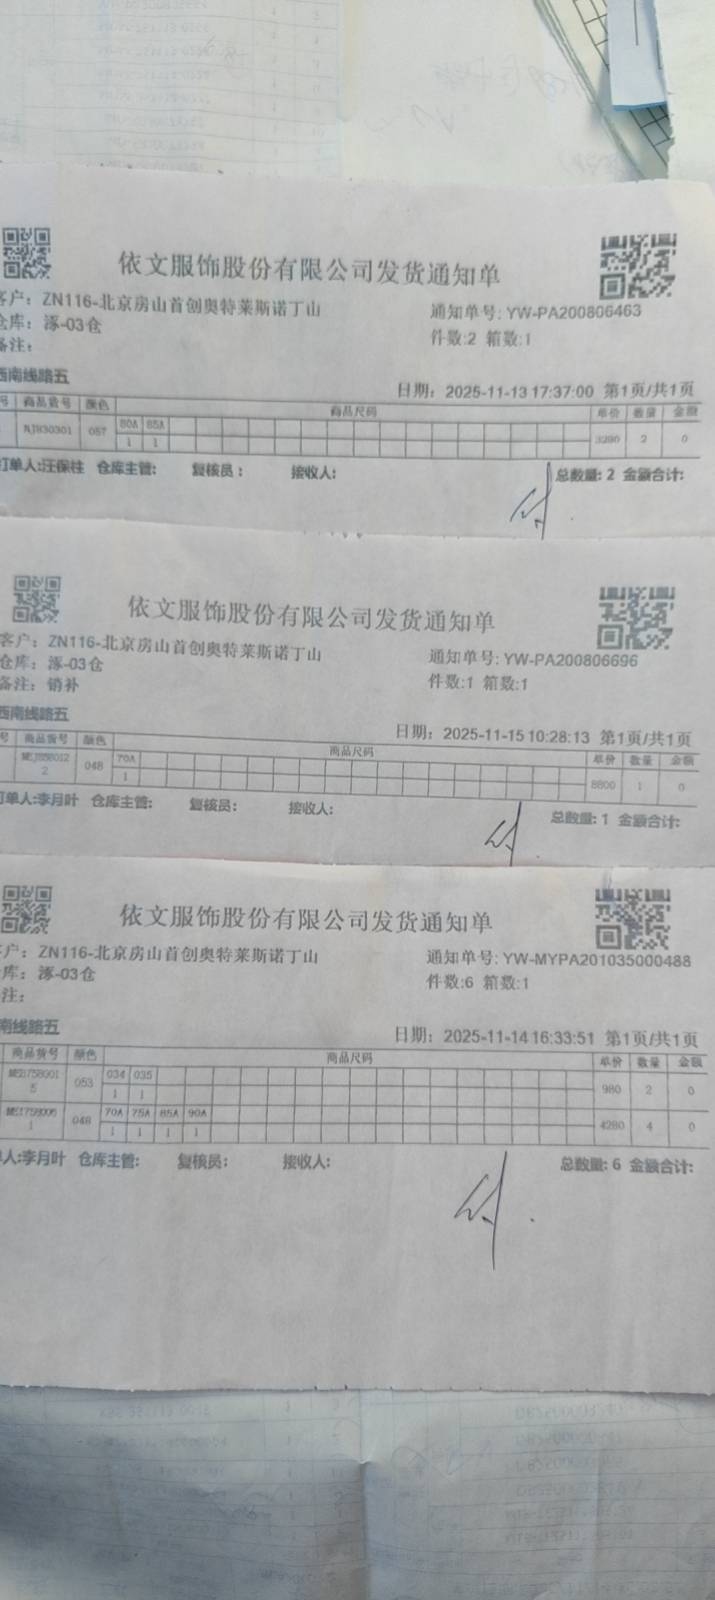 依文服饰股份有限公司发货通知单
客户：ZN116-北京房山首创奥特莱斯诺丁山 通知单号：YW-PA200806463
仓库：涿-03仓 件数:2 箱数:1
备注：
西南线路五 日期：2025-11-13 17:37:00 第1页/共1页
号 商品货号 颜色 商品尺码 单价 数量 金额
80A 85A
057 1 1 3280 2 0
打单人:汪保柱 仓库主管: 复核员： 接收人: 总数量: 2 金额合计:
依文服饰股份有限公司发货通知单
客户：ZN116-北京房山首创奥特莱斯诺丁山 通知单号：YW-PA200806696
仓库：涿-03仓 件数:1 箱数:1
备注：销补
西南线路五 日期：2025-11-15 10:28:13 第1页/共1页
号 商品货号 颜色 商品尺码 单价 数量 金额
70A
048 1 8800 1 0
打单人:李月叶 仓库主管: 复核员: 接收人: 总数量: 1 金额合计:
依文服饰股份有限公司发货通知单
户：ZN116-北京房山首创奥特莱斯诺丁山 通知单号：YW-MYPA201035000488
库：涿-03仓 件数:6 箱数:1
注：
南线路五 日期：2025-11-14 16:33:51 第1页/共1页
商品货号 颜色 商品尺码 单价 数量 金额
034 035
053 1 1 980 2 0
70A 75A 85A 90A
048 1 1 1 1 4280 4 0
人:李月叶 仓库主管: 复核员: 接收人: 总数量: 6 金额合计: